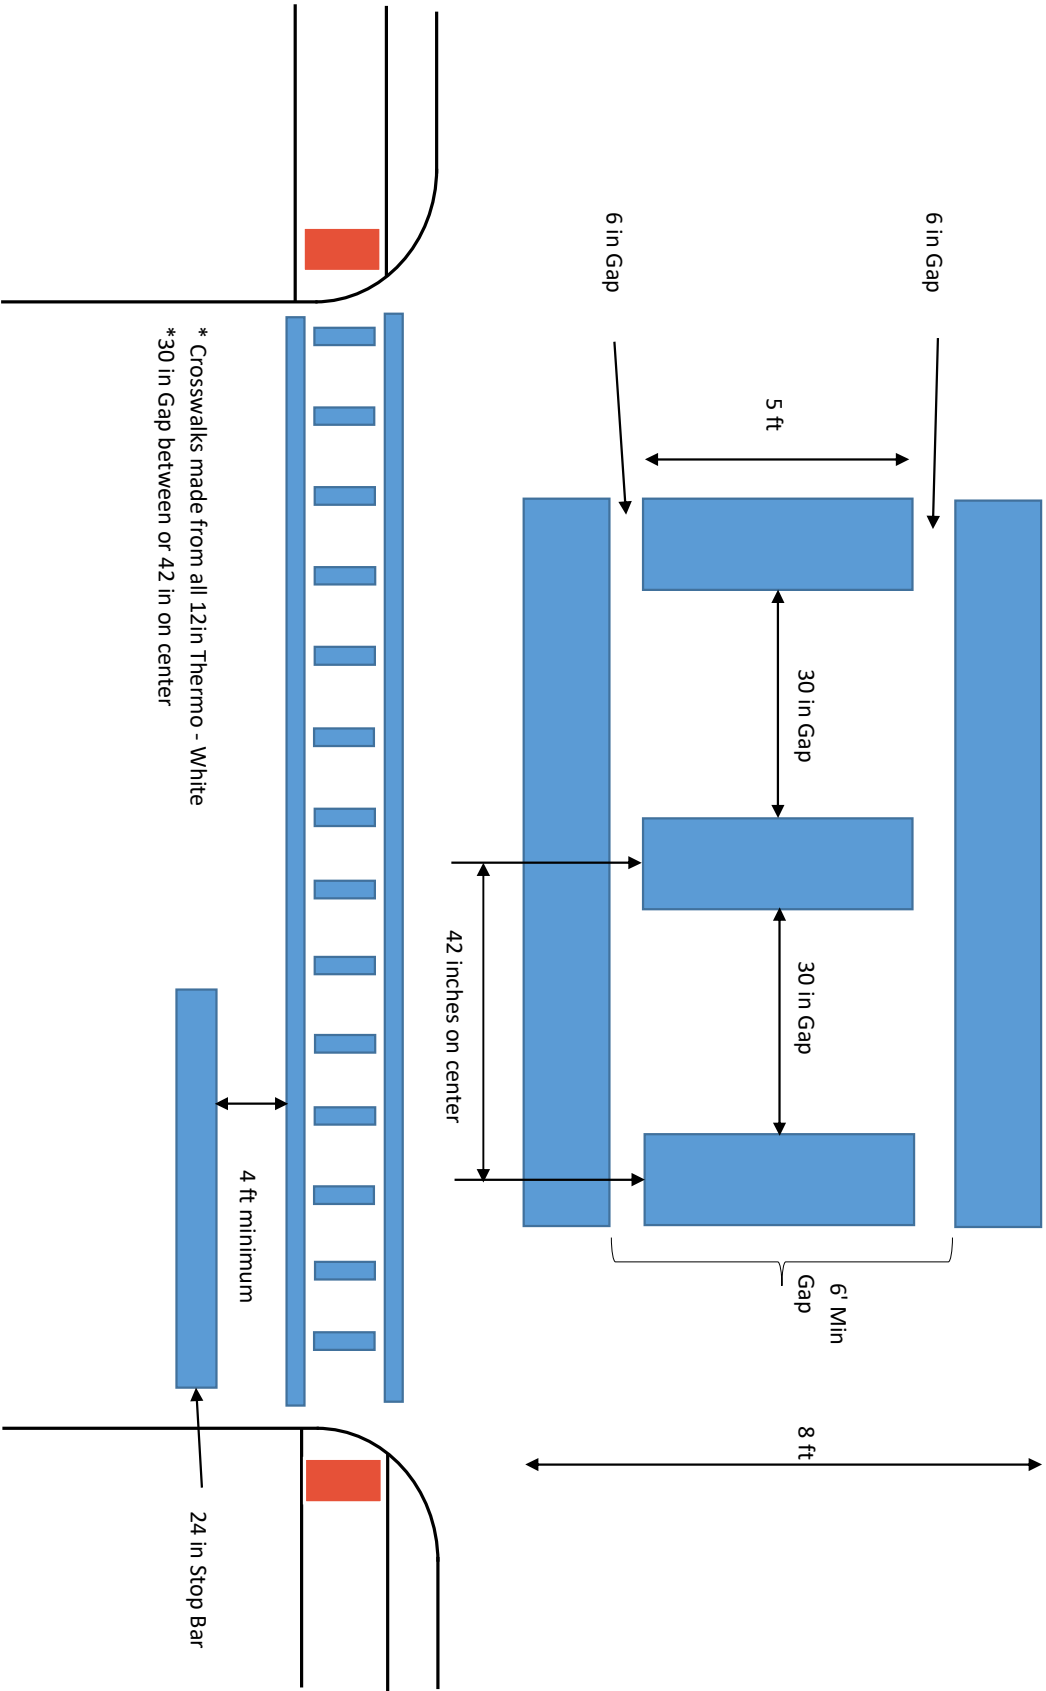 6 in Gap
5 ft
30 in Gap
30 in Gap
6' Min
Gap
8 ft
6 in Gap
42 inches on center
4 ft minimum
* Crosswalks made from all 12in Thermo - White
*30 in Gap between or 42 in on center
24 in Stop Bar